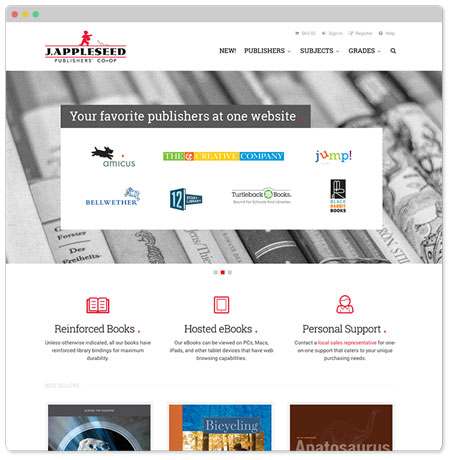 Sign In
Register
Help
J.APPLESEED
PUBLISHERS' CO-OP
NEW!
PUBLISHERS
SUBJECTS
GRADES
Your favorite publishers at one website
amicus
THE CREATIVE COMPANY
jump!
BELLWETHER
12
STORY
LIBRARY
Turtleback Books
Bound For Schools And Libraries
BLACK
RABBIT
BOOKS
Forster
Der
Freiheits-
Reinforced Books .
Unless otherwise indicated, all our books have
reinforced library bindings for maximum
durability.
Hosted eBooks .
Our eBooks can be viewed on PCs, Macs,
iPads, and other tablet devices that have web
browsing capabilities.
Personal Support .
Contact a local sales representative for one-
on-one support that caters to your unique
purchasing needs.
BEST SELLERS
Bicycling
Apatosaurus